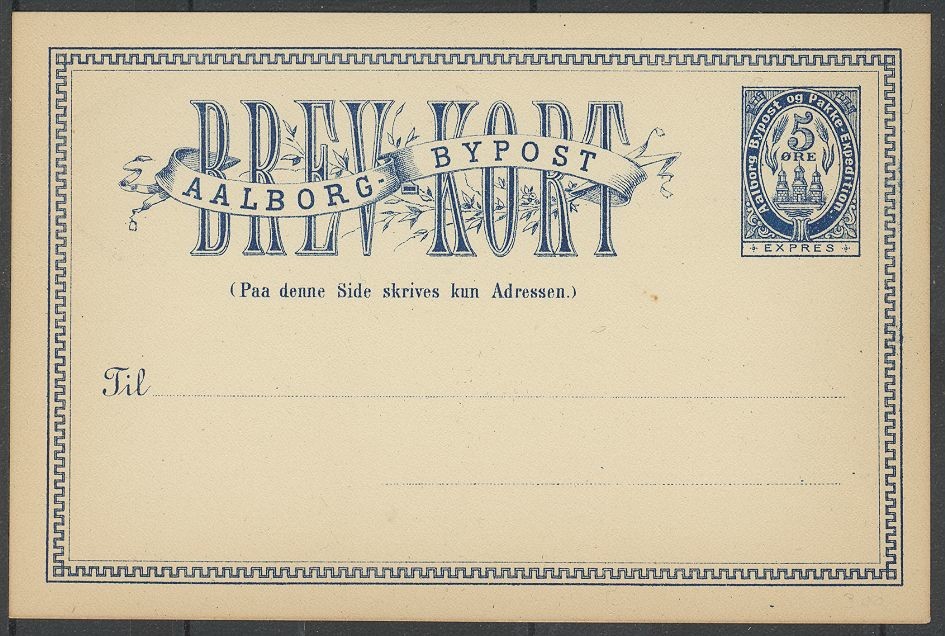 BREV-KORT
AALBORG-BYPOST
Aalborg Bypost og Pakke-Expedition.
5
ØRE
EXPRES
(Paa denne Side skrives kun Adressen.)
Til